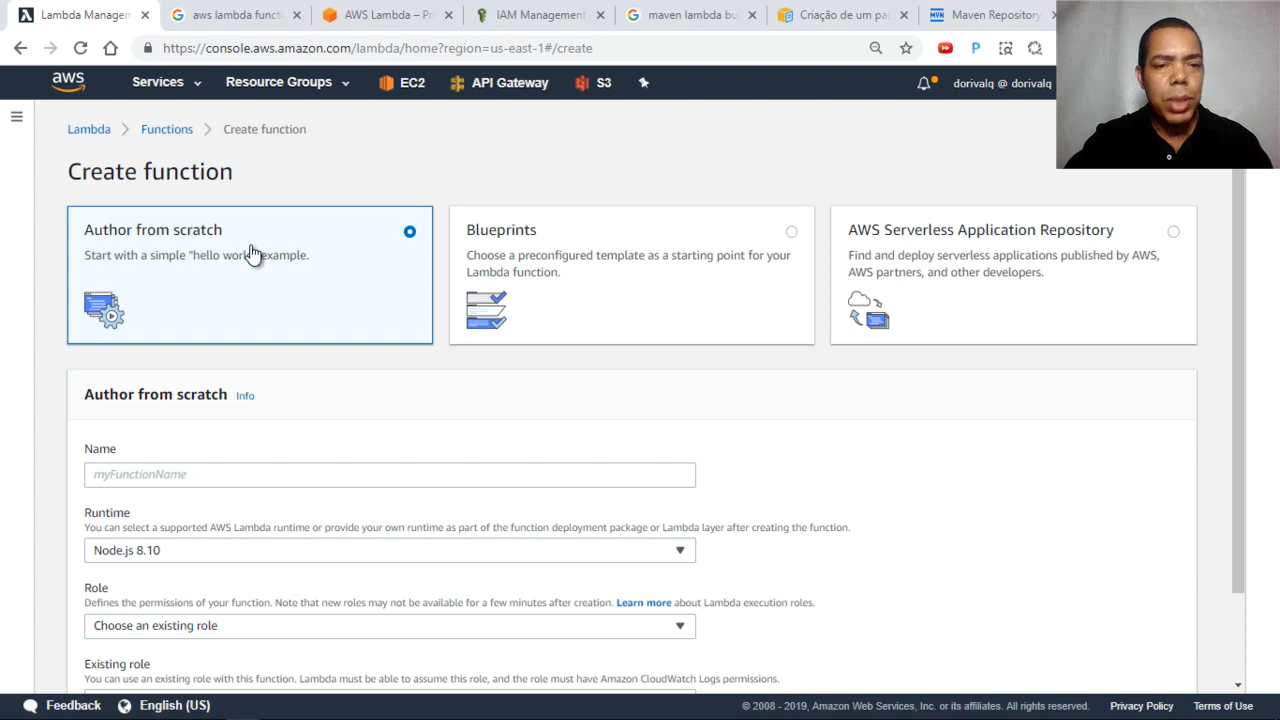 Lambda Managem
aws lambda functi
AWS Lambda – Pri
IAM Management
maven lambda bu
Criação de um pac
MVN
Maven Repository
https://console.aws.amazon.com/lambda/home?region=us-east-1#/create
aws
Services
Resource Groups
EC2
API Gateway
S3
dorivalq @ dorivalq
Lambda
Functions
Create function
Create function
Author from scratch
Start with a simple "hello worl example.
Blueprints
Choose a preconfigured template as a starting point for your
Lambda function.
AWS Serverless Application Repository
Find and deploy serverless applications published by AWS,
AWS partners, and other developers.
Author from scratch Info
Name
myFunctionName
Runtime
You can select a supported AWS Lambda runtime or provide your own runtime as part of the function deployment package or Lambda layer after creating the function.
Node.js 8.10
Role
Defines the permissions of your function. Note that new roles may not be available for a few minutes after creation. Learn more about Lambda execution roles.
Choose an existing role
Existing role
You can use an existing role with this function. Lambda must be able to assume this role, and the role must have Amazon CloudWatch Logs permissions.
Feedback
English (US)
© 2008 - 2019, Amazon Web Services, Inc. or its affiliates. All rights reserved.
Privacy Policy
Terms of Use